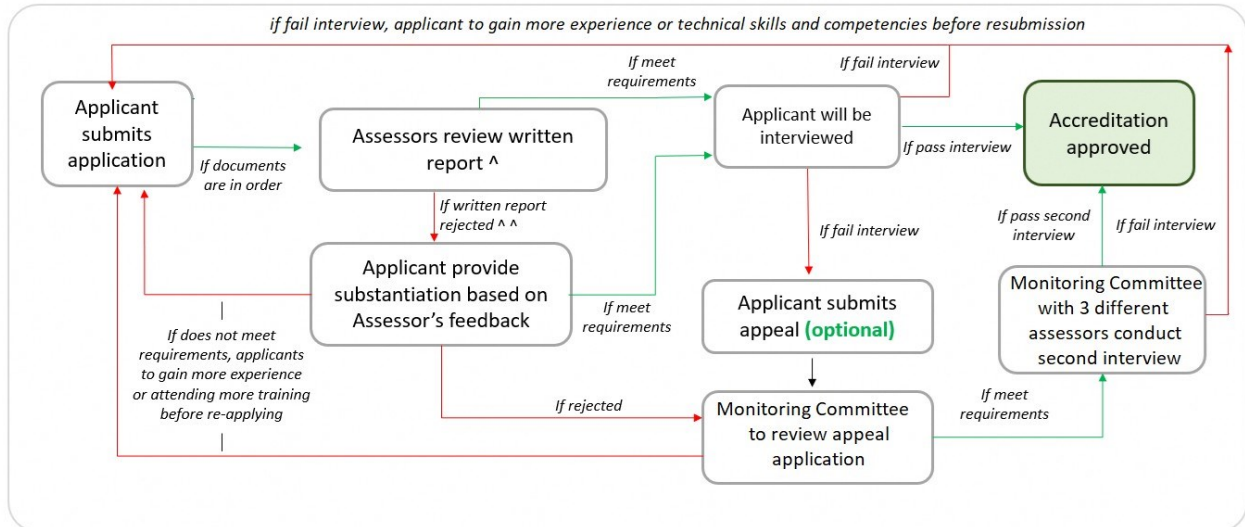 if fail interview, applicant to gain more experience or technical skills and competencies before resubmission
If meet
requirements
If fail interview
Applicant
submits
application
If documents
are in order
Assessors review written
report ^
Applicant will be
interviewed
If pass interview
Accreditation
approved
If written report
rejected ^ ^
If fail interview
If pass second
interview
If fail interview
Applicant provide
substantiation based on
Assessor's feedback
If meet
requirements
Applicant submits
appeal (optional)
Monitoring Committee
with 3 different
assessors conduct
second interview
If does not meet
requirements, applicants
to gain more experience
or attending more training
before re-applying
If rejected
Monitoring Committee
to review appeal
application
If meet
requirements